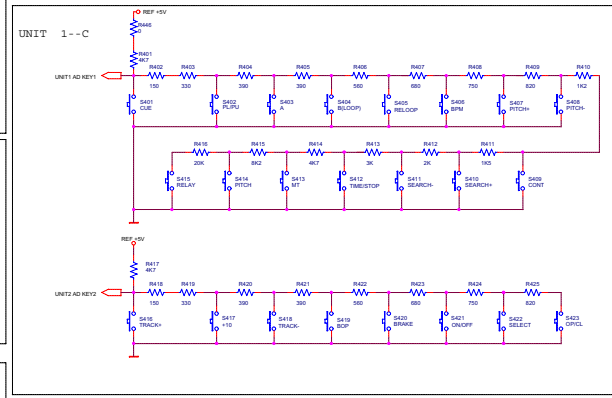 REF +5V
UNIT 1--C
R446
0
R401
4K7
R402 R403 R404 R405 R406 R407 R408 R409 R410
UNIT1 AD KEY1
150 330 390 390 560 680 750 820 1K2
S401 S402 S403 S404 S405 S406 S407 S408
CUE PL/PU A B(LOOP) RELOOP BPM PITCH+ PITCH-
R416 R415 R414 R413 R412 R411
20K 8K2 4K7 3K 2K 1K5
S415 S414 S413 S412 S411 S410 S409
RELAY PITCH MT TIME/STOP SEARCH- SEARCH+ CONT
REF +5V
R417
4K7
R418 R419 R420 R421 R422 R423 R424 R425
UNIT2 AD KEY2
150 330 390 390 560 680 750 820
S416 S417 S418 S419 S420 S421 S422 S423
TRACK+ +10 TRACK- BOP BRAKE ON/OFF SELECT OP/CL